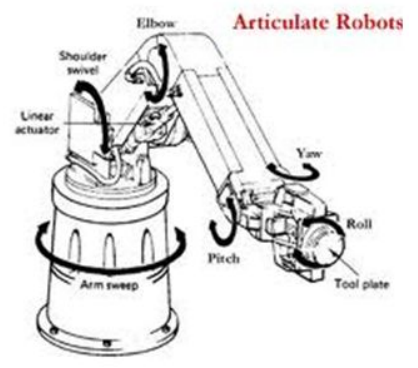 Articulate Robots
Elbow
Shoulder
swivel
Linear
actuator
Yaw
Roll
Pitch
Tool plate
Arm sweep